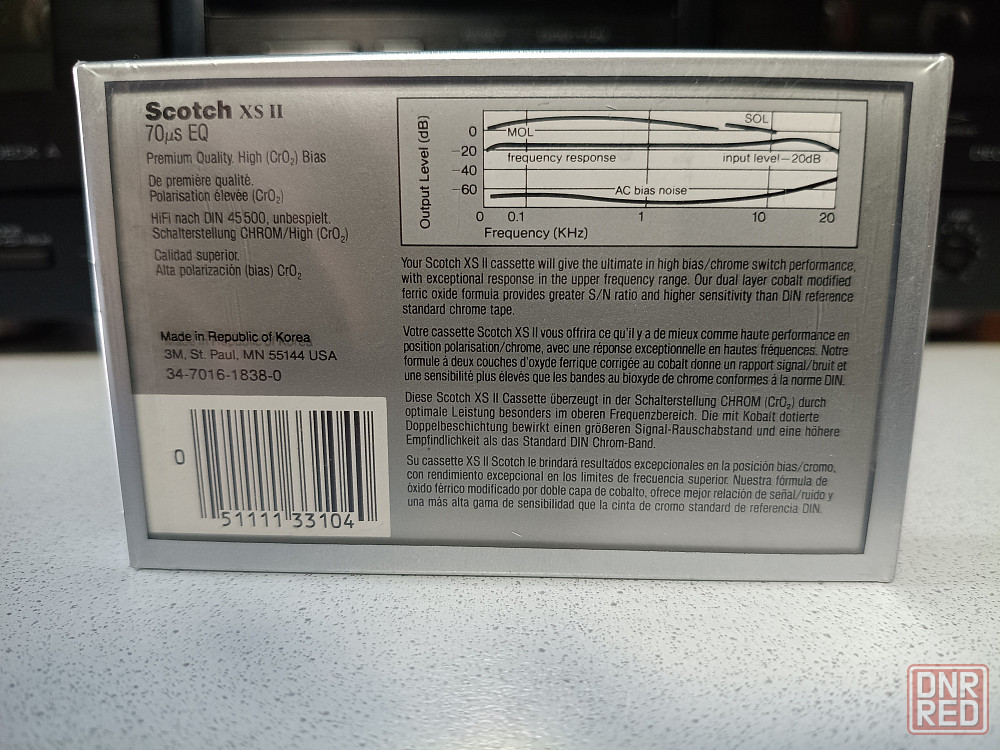 Scotch XS II
70µs EQ
Premium Quality. High (CrO₂) Bias
De première qualité.
Polarisation élevée (CrO₂)
HiFi nach DIN 45500, unbespielt.
Schalterstellung CHROM/High (CrO₂)
Calidad superior.
Alta polarización (bias) CrO₂
Made in Republic of Korea
3M, St. Paul, MN 55144 USA
34-7016-1838-0
0
51111 33104
Output Level (dB)
0
-20
-40
-60
MOL
SOL
frequency response
input level-20dB
AC bias noise
0 0.1 1 10 20
Frequency (KHz)
Your Scotch XS II cassette will give the ultimate in high bias/chrome switch performance,
with exceptional response in the upper frequency range. Our dual layer cobalt modified
ferric oxide formula provides greater S/N ratio and higher sensitivity than DIN reference
standard chrome tape.
Votre cassette Scotch XS II vous offrira ce qu'il y a de mieux comme haute performance en
position polarisation/chrome, avec une réponse exceptionnelle en hautes fréquences. Notre
formule à deux couches d'oxyde ferrique corrigée au cobalt donne un rapport signal/bruit et
une sensibilité plus élevés que les bandes au bioxyde de chrome conformes à la norme DIN.
Diese Scotch XS II Cassette überzeugt in der Schalterstellung CHROM (CrO₂) durch
optimale Leistung besonders im oberen Frequenzbereich. Die mit Kobalt dotierte
Doppelbeschichtung bewirkt einen größeren Signal-Rauschabstand und eine höhere
Empfindlichkeit als das Standard DIN Chrom-Band.
Su cassette XS II Scotch le brindará resultados excepcionales en la posición bias/cromo,
con rendimiento excepcional en los limites de frecuencia superior. Nuestra fórmula de
óxido férrico modificado por doble capa de cobalto, ofrece mejor relación de señal/ruido y
una más alta gama de sensibilidad que la cinta de cromo standard de referencia DIN.
DNR
RED